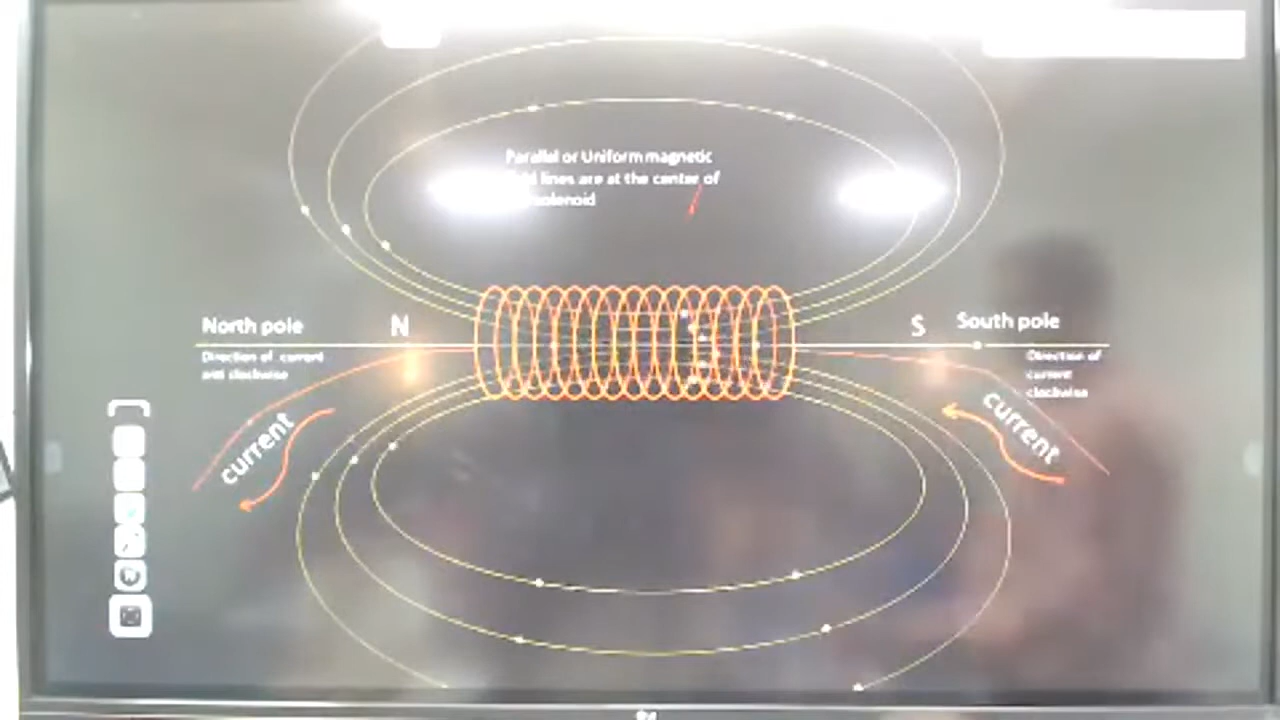 Parallel or Uniform magnetic
lines are at the center of
solenoid
North pole
N
S
South pole
Direction of current
anti clockwise
Direction of
current
clockwise
current
current